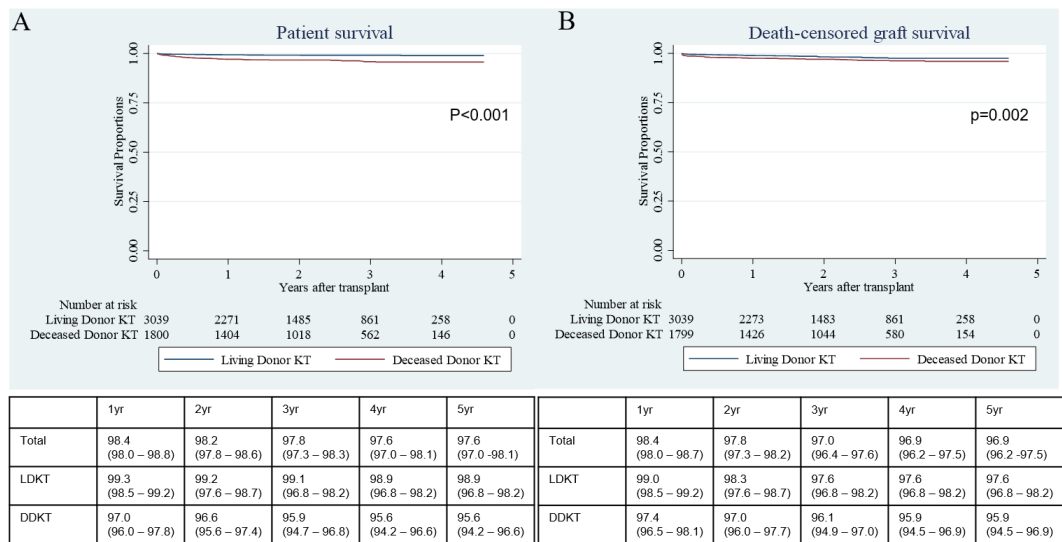 A
Patient survival
1.00
0.75
0.50
0.25
0.00
Survival Proportions
P<0.001
0 1 2 3 4 5
Years after transplant
Number at risk
Living Donor KT 3039 2271 1485 861 258 0
Deceased Donor KT 1800 1404 1018 562 146 0
Living Donor KT Deceased Donor KT
B
Death-censored graft survival
1.00
0.75
0.50
0.25
0.00
Survival Proportions
p=0.002
0 1 2 3 4 5
Years after transplant
Number at risk
Living Donor KT 3039 2273 1483 861 258 0
Deceased Donor KT 1799 1426 1044 580 154 0
Living Donor KT Deceased Donor KT
1yr 2yr 3yr 4yr 5yr
Total 98.4 98.2 97.8 97.6 97.6
(98.0 – 98.8) (97.8 – 98.6) (97.3 – 98.3) (97.0 – 98.1) (97.0 -98.1)
LDKT 99.3 99.2 99.1 98.9 98.9
(98.5 – 99.2) (97.6 – 98.7) (96.8 – 98.2) (96.8 – 98.2) (96.8 – 98.2)
DDKT 97.0 96.6 95.9 95.6 95.6
(96.0 – 97.8) (95.6 – 97.4) (94.7 – 96.8) (94.2 – 96.6) (94.2 – 96.6)
1yr 2yr 3yr 4yr 5yr
Total 98.4 97.8 97.0 96.9 96.9
(98.0 – 98.7) (97.3 – 98.2) (96.4 – 97.6) (96.2 – 97.5) (96.2 -97.5)
LDKT 99.0 98.3 97.6 97.6 97.6
(98.5 – 99.2) (97.6 – 98.7) (96.8 – 98.2) (96.8 – 98.2) (96.8 – 98.2)
DDKT 97.4 97.0 96.1 95.9 95.9
(96.5 – 98.1) (96.0 – 97.7) (94.9 – 97.0) (94.5 – 96.9) (94.5 – 96.9)